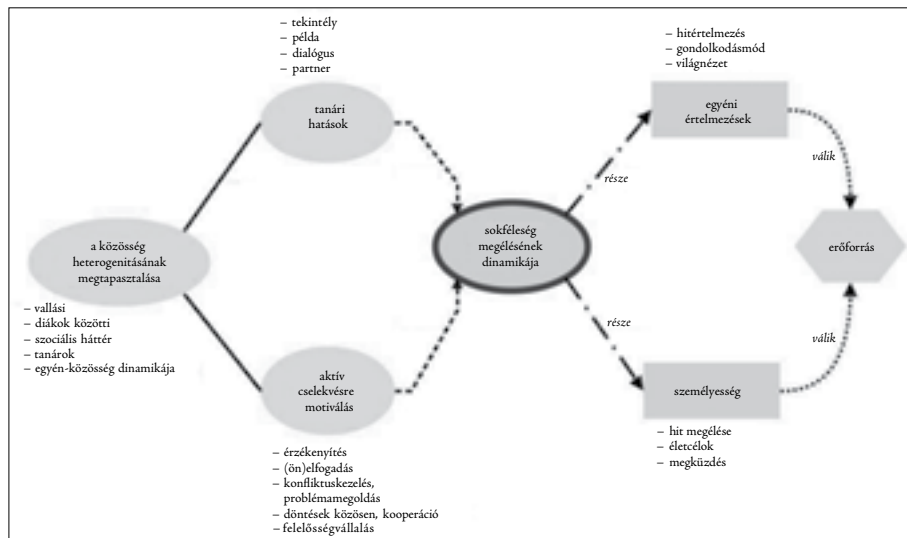 – tekintély
– példa
– dialógus
– partner
tanári
hatások
– hitértelmezés
– gondolkodásmód
– világnézet
egyéni
értelmezések
válik
része
a közösség
heterogenitásának
megtapasztalása
– vallási
– diákok közötti
– szociális háttér
– tanárok
– egyén-közösség dinamikája
sokféleség
megélésének
dinamikája
erőforrás
része
válik
aktív
cselekvésre
motiválás
– érzékenyítés
– (ön)elfogadás
– konfliktuskezelés,
problémamegoldás
– döntések közösen, kooperáció
– felelősségvállalás
személyesség
– hit megélése
– életcélok
– megküzdés